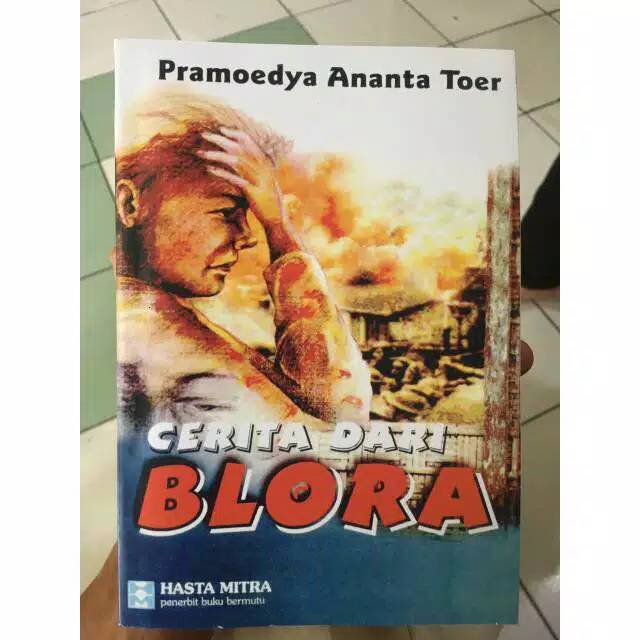 Pramoedya Ananta Toer
CERITA DARI
BLORA
HASTA MITRA
penerbit buku bermutu